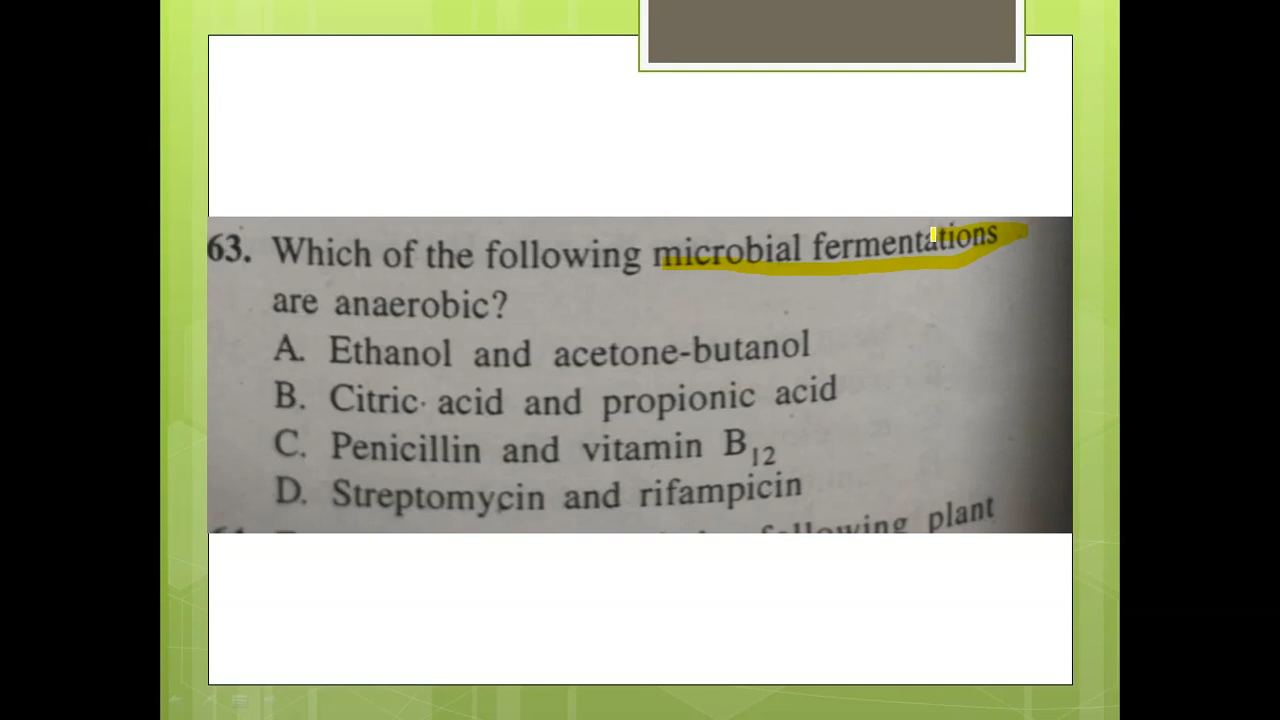 63. Which of the following microbial fermentations
are anaerobic?
A. Ethanol and acetone-butanol
B. Citric acid and propionic acid
C. Penicillin and vitamin B12
D. Streptomycin and rifampicin
following plant